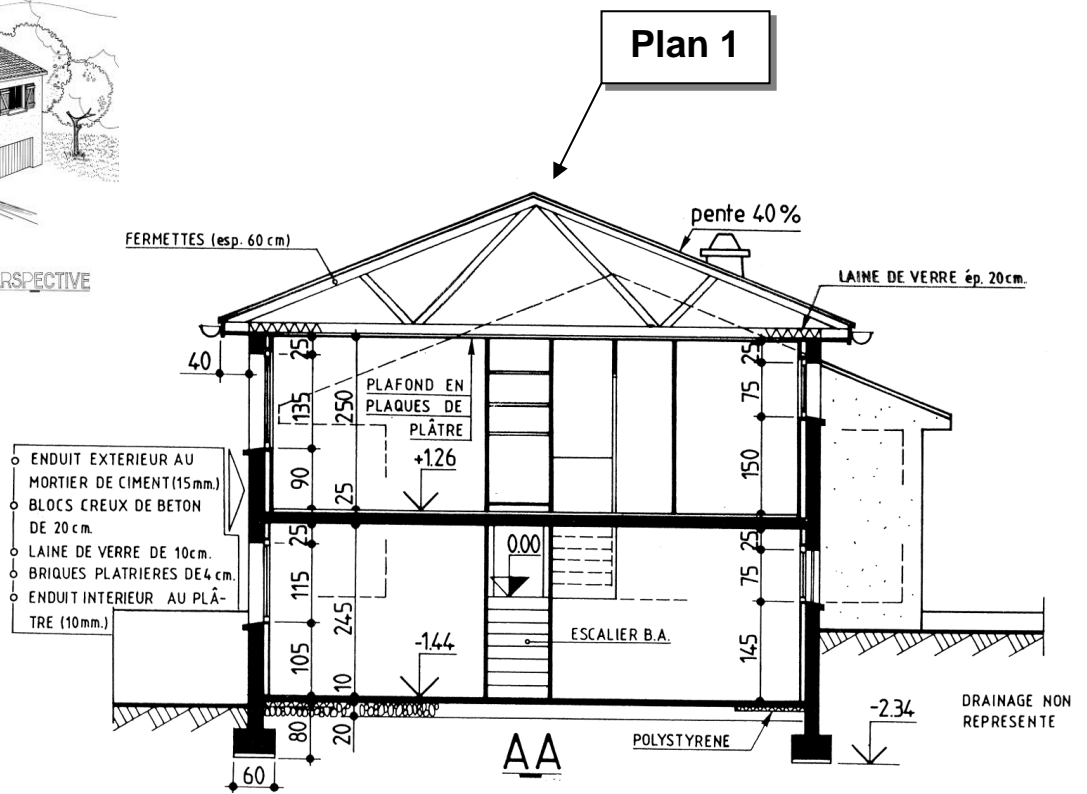 Plan 1
pente 40%
FERMETTES (esp. 60 cm)
RSPECTIVE
LAINE DE VERRE ép. 20cm.
40
25
135
90
25
115
105
80
250
25
245
10
20
PLAFOND EN
PLAQUES DE
PLÂTRE
+1.26
25
75
150
25
75
145
ENDUIT EXTERIEUR AU
MORTIER DE CIMENT (15mm.)
BLOCS CREUX DE BETON
DE 20 cm.
LAINE DE VERRE DE 10cm.
BRIQUES PLATRIERES DE 4 cm.
ENDUIT INTERIEUR AU PLÂ-
TRE (10mm.)
0.00
ESCALIER B.A.
-1.44
-2.34
DRAINAGE NON
REPRESENTE
POLYSTYRENE
AA
60